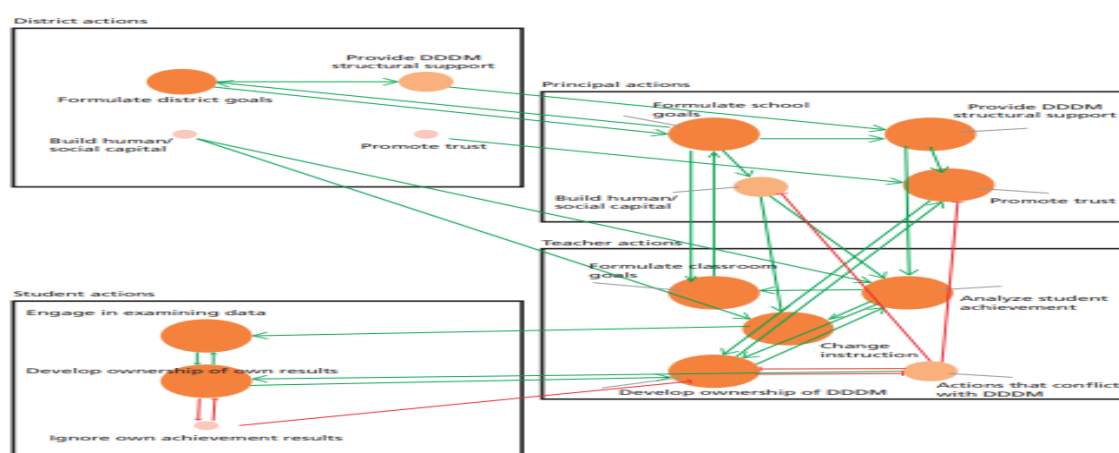 District actions
Provide DDDM
structural support
Formulate district goals
Build human/
social capital
Promote trust
Principal actions
Formulate school
goals
Provide DDDM
structural support
Build human/
social capital
Promote trust
Teacher actions
Formulate classroom
goals
Analyze student
achievement
Change
instruction
Develop ownership of DDDM
Actions that conflict
with DDDM
Student actions
Engage in examining data
Develop ownership of own results
Ignore own achievement results